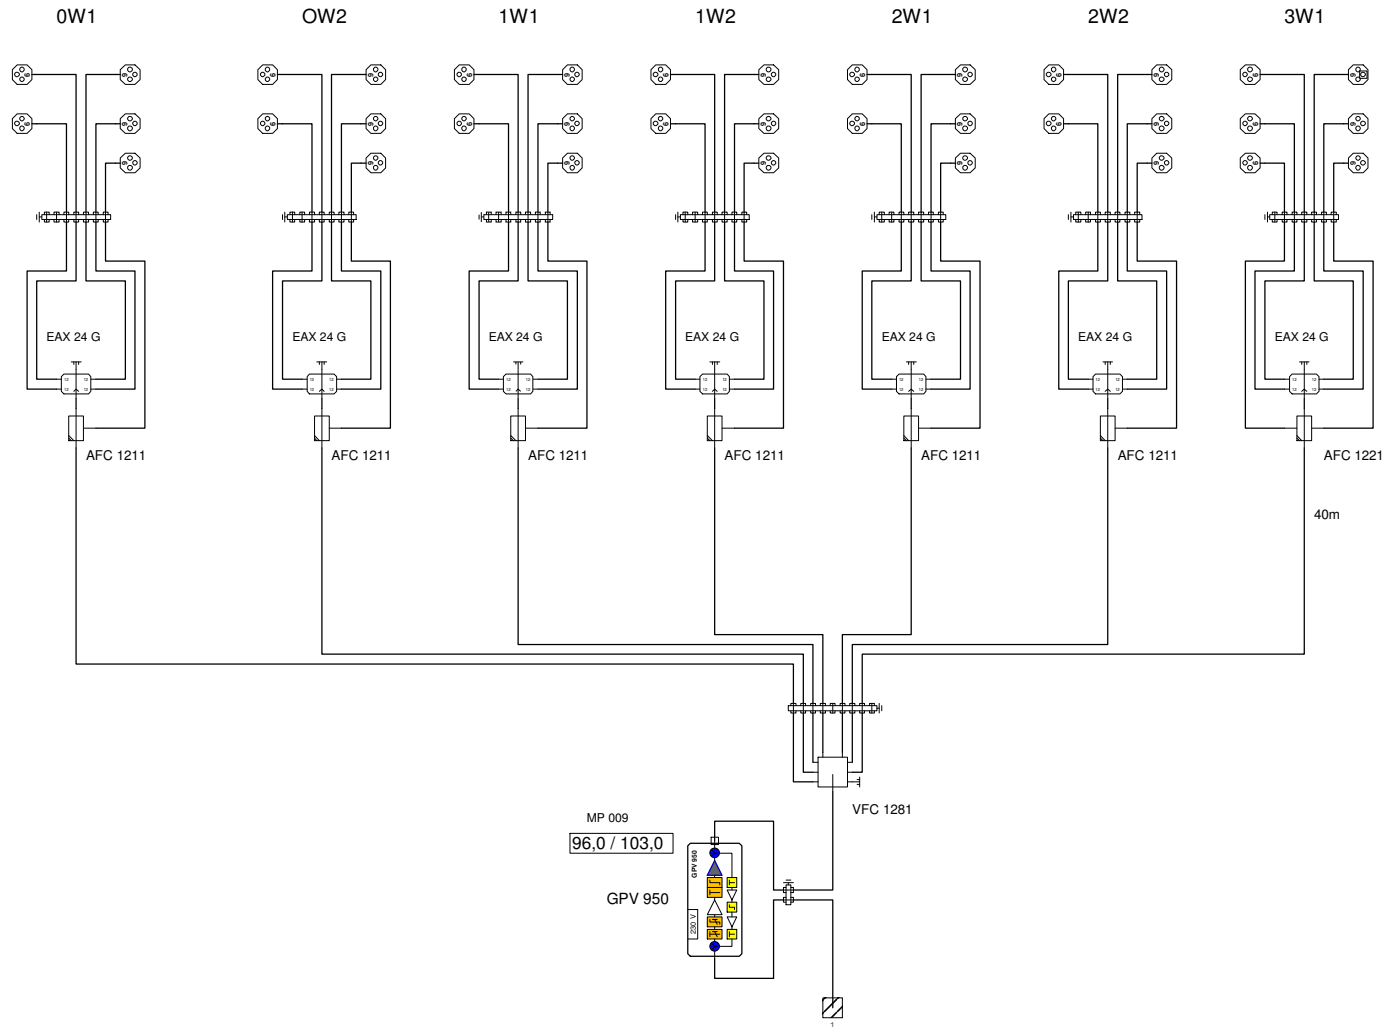 0W1 OW2 1W1 1W2 2W1 2W2 3W1
EAX 24 G EAX 24 G EAX 24 G EAX 24 G EAX 24 G EAX 24 G EAX 24 G
AFC 1211 AFC 1211 AFC 1211 AFC 1211 AFC 1211 AFC 1211 AFC 1221
40m
VFC 1281
MP 009
96,0 / 103,0
GPV 950
GPV 950
230 V
1